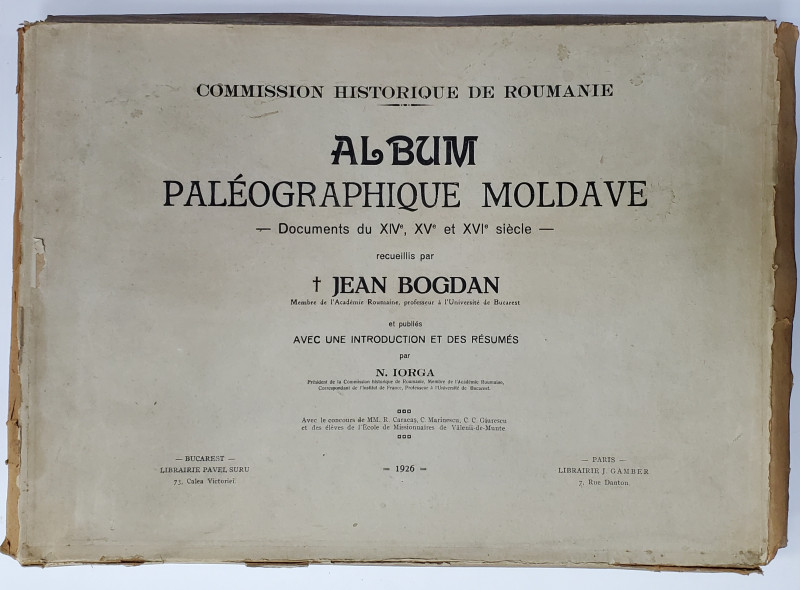 COMMISSION HISTORIQUE DE ROUMANIE
ALBUM
PALÉOGRAPHIQUE MOLDAVE
— Documents du XIVe, XVe et XVIe siècle —
recueillis par
† JEAN BOGDAN
Membre de l'Académie Roumaine, professeur à l'Université de Bucarest
et publiés
AVEC UNE INTRODUCTION ET DES RÉSUMÉS
par
N. IORGA
Président de la Commission historique de Roumanie, Membre de l'Académie Roumaine,
Correspondant de l'Institut de France, Professeur à l'Université de Bucarest.
Avec le concours de MM. R. Caracaş, C. Marinescu, C. C.
et des élèves de l'École de Missionnaires de Vălenii-de-Munte.
— BUCAREST —
LIBRAIRIE PAVEL SURU
73, Calea Victoriei.
— 1926 —
— PARIS —
LIBRAIRIE J. GAMBER
7, Rue Danton.